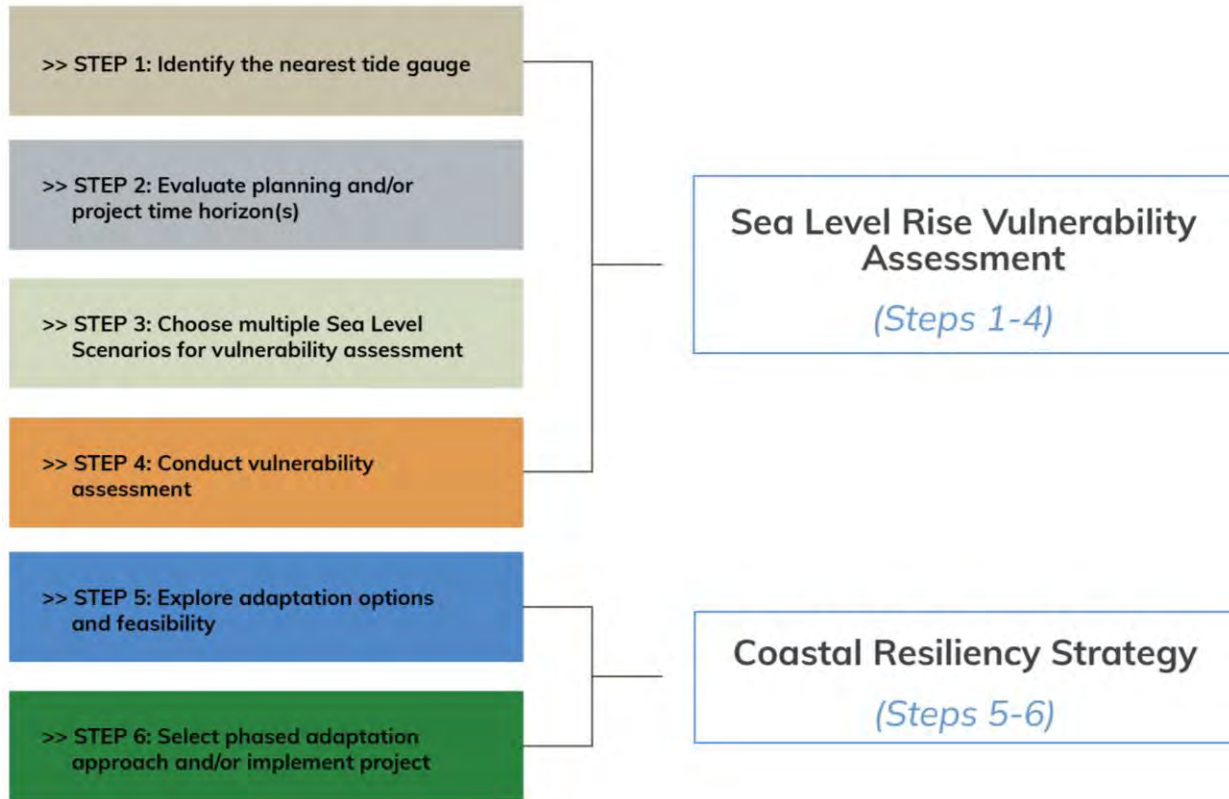 >> STEP 1: Identify the nearest tide gauge
>> STEP 2: Evaluate planning and/or
project time horizon(s)
>> STEP 3: Choose multiple Sea Level
Scenarios for vulnerability assessment
>> STEP 4: Conduct vulnerability
assessment
>> STEP 5: Explore adaptation options
and feasibility
>> STEP 6: Select phased adaptation
approach and/or implement project
Sea Level Rise Vulnerability
Assessment
(Steps 1-4)
Coastal Resiliency Strategy
(Steps 5-6)